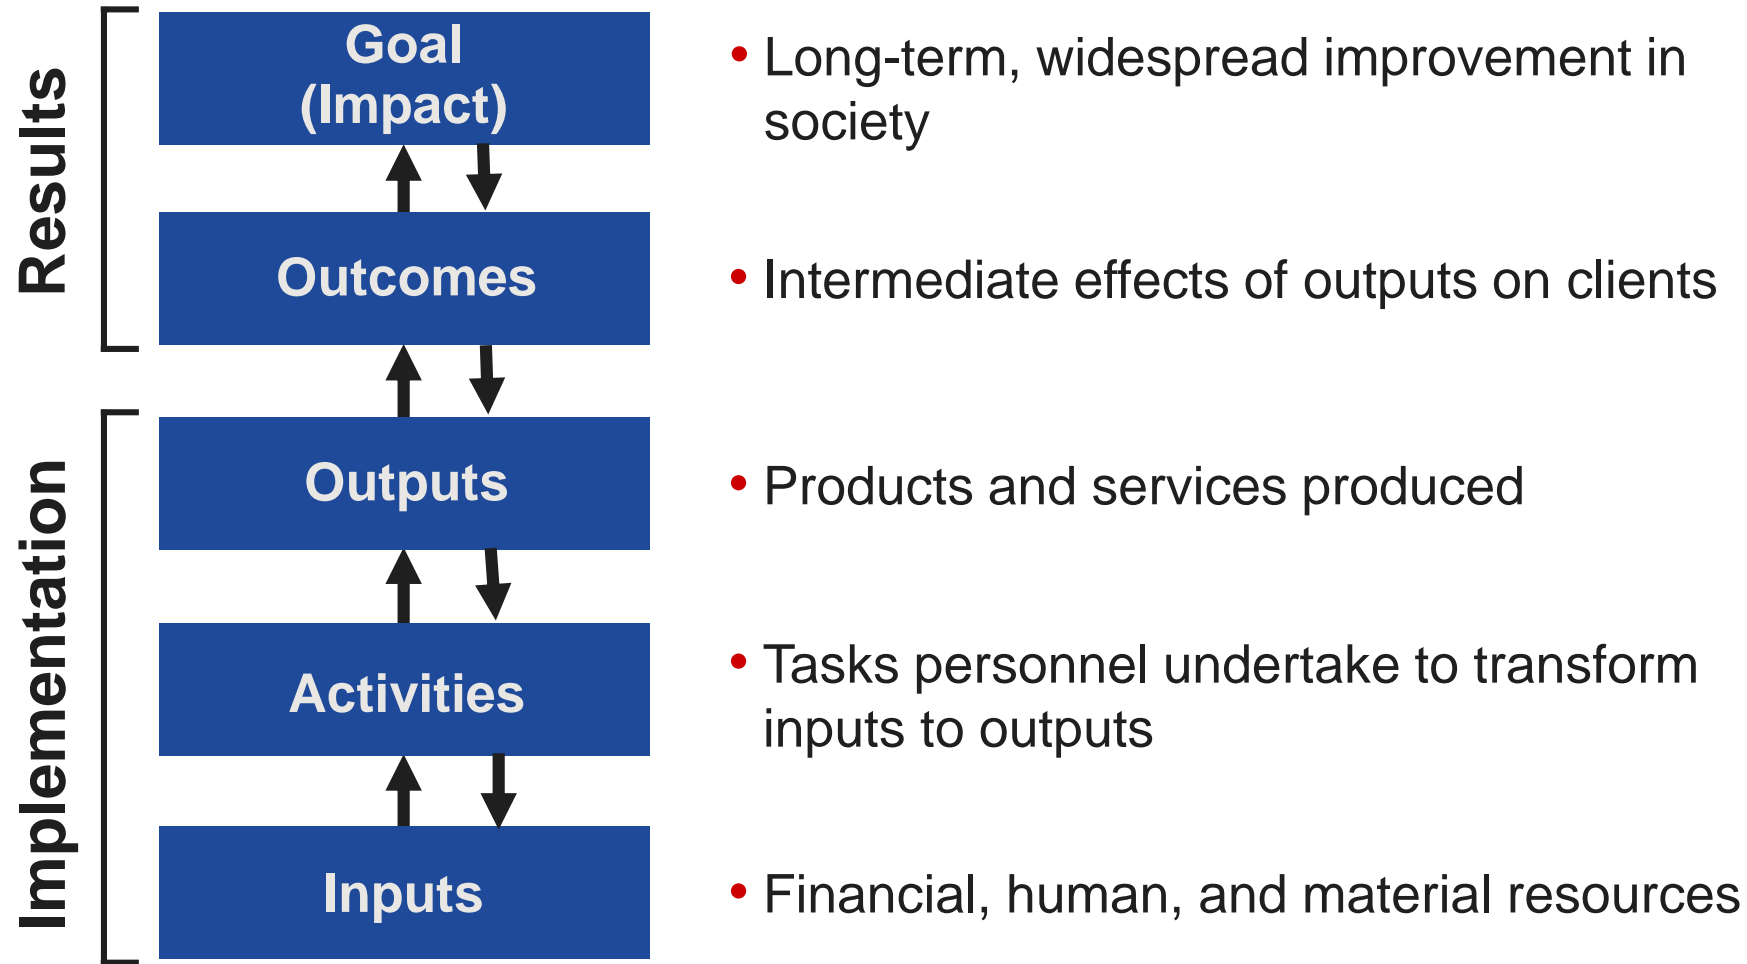 Results
Goal
(Impact)
• Long-term, widespread improvement in
society
Outcomes
• Intermediate effects of outputs on clients
Implementation
Outputs
• Products and services produced
Activities
• Tasks personnel undertake to transform
inputs to outputs
Inputs
• Financial, human, and material resources